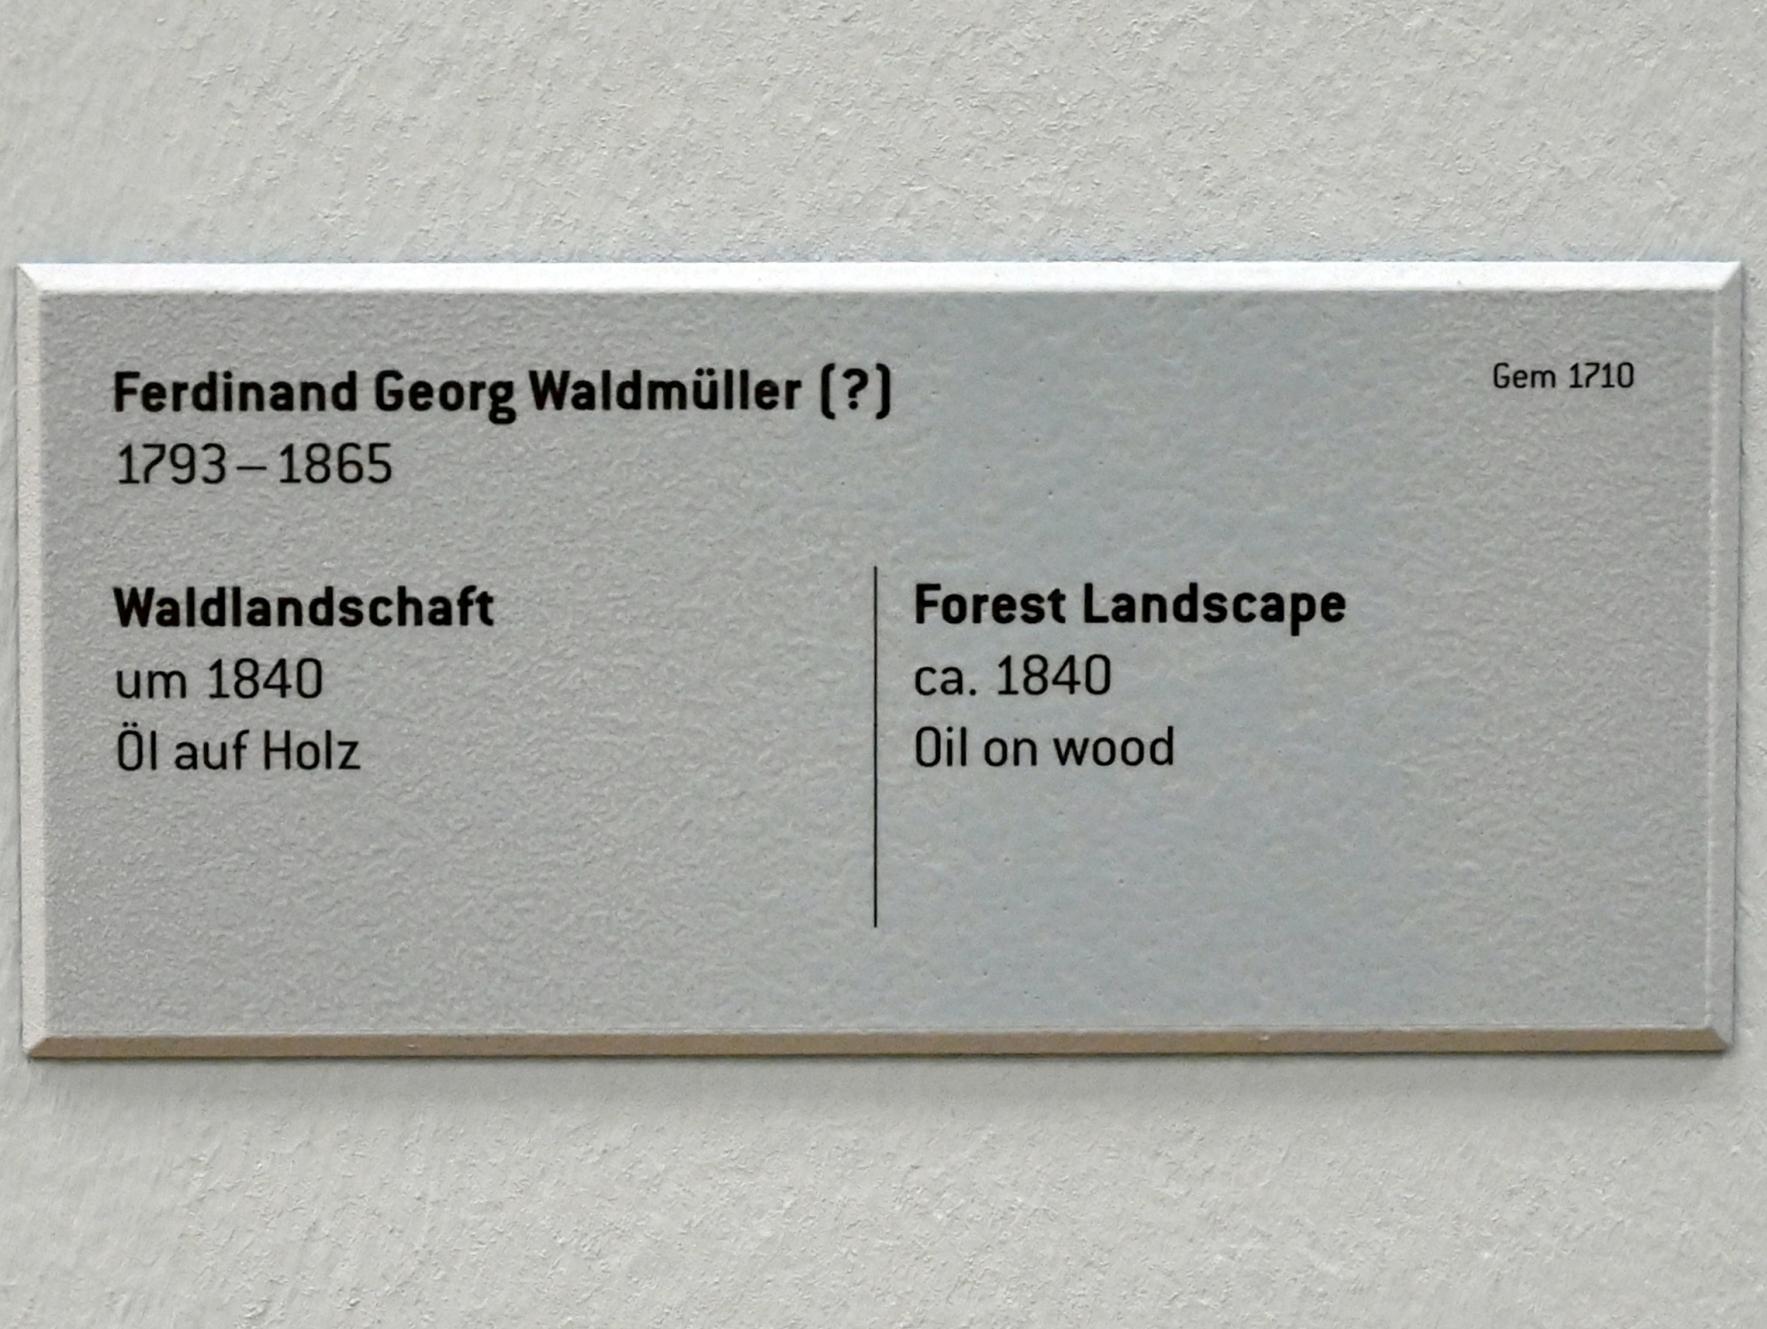 Ferdinand Georg Waldmüller (?)
Gem 1710
1793 – 1865
Waldlandschaft
um 1840
Öl auf Holz
Forest Landscape
ca. 1840
Oil on wood